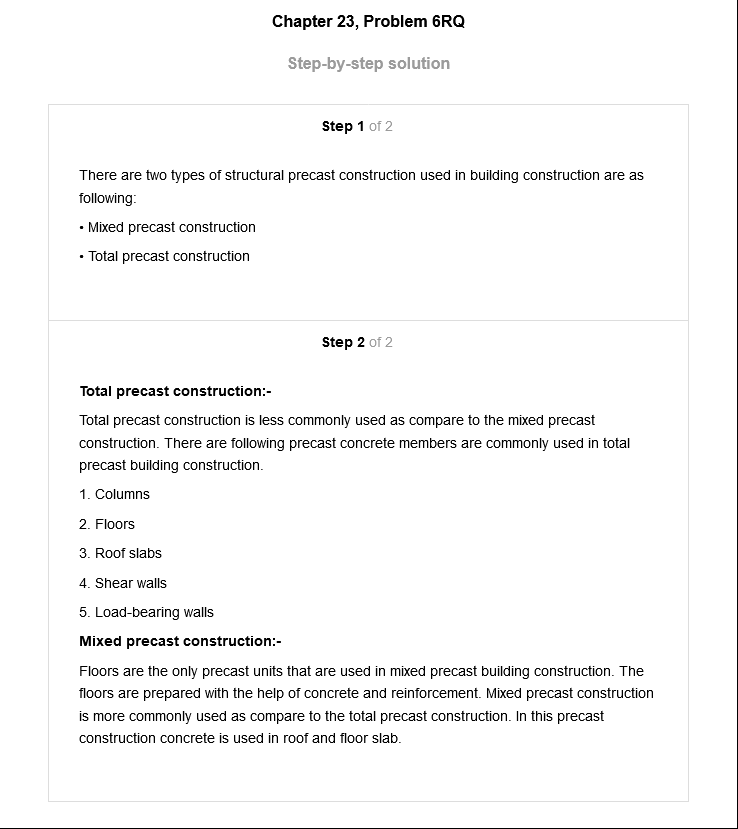 Chapter 23, Problem 6RQ
Step-by-step solution
Step 1 of 2
There are two types of structural precast construction used in building construction are as
following:
• Mixed precast construction
• Total precast construction
Step 2 of 2
Total precast construction:-
Total precast construction is less commonly used as compare to the mixed precast
construction. There are following precast concrete members are commonly used in total
precast building construction.
1. Columns
2. Floors
3. Roof slabs
4. Shear walls
5. Load-bearing walls
Mixed precast construction:-
Floors are the only precast units that are used in mixed precast building construction. The
floors are prepared with the help of concrete and reinforcement. Mixed precast construction
is more commonly used as compare to the total precast construction. In this precast
construction concrete is used in roof and floor slab.